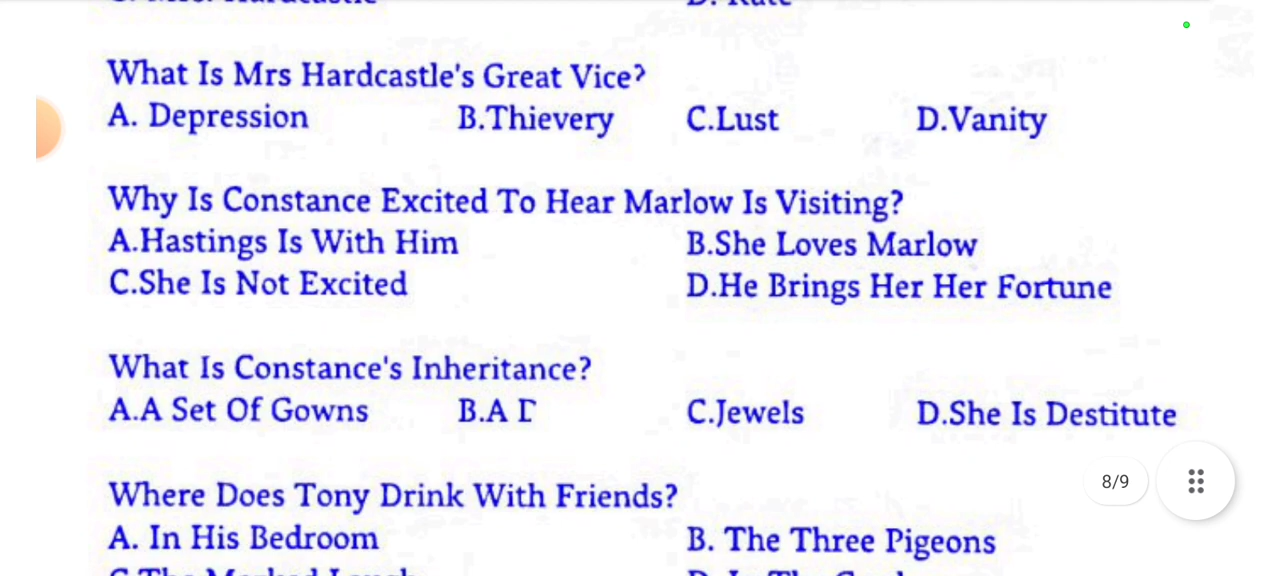 What Is Mrs Hardcastle's Great Vice?
A. Depression B.Thievery C.Lust D.Vanity
Why Is Constance Excited To Hear Marlow Is Visiting?
A.Hastings Is With Him B.She Loves Marlow
C.She Is Not Excited D.He Brings Her Her Fortune
What Is Constance's Inheritance?
A.A Set Of Gowns B.A C.Jewels D.She Is Destitute
8/9
Where Does Tony Drink With Friends?
A. In His Bedroom B. The Three Pigeons